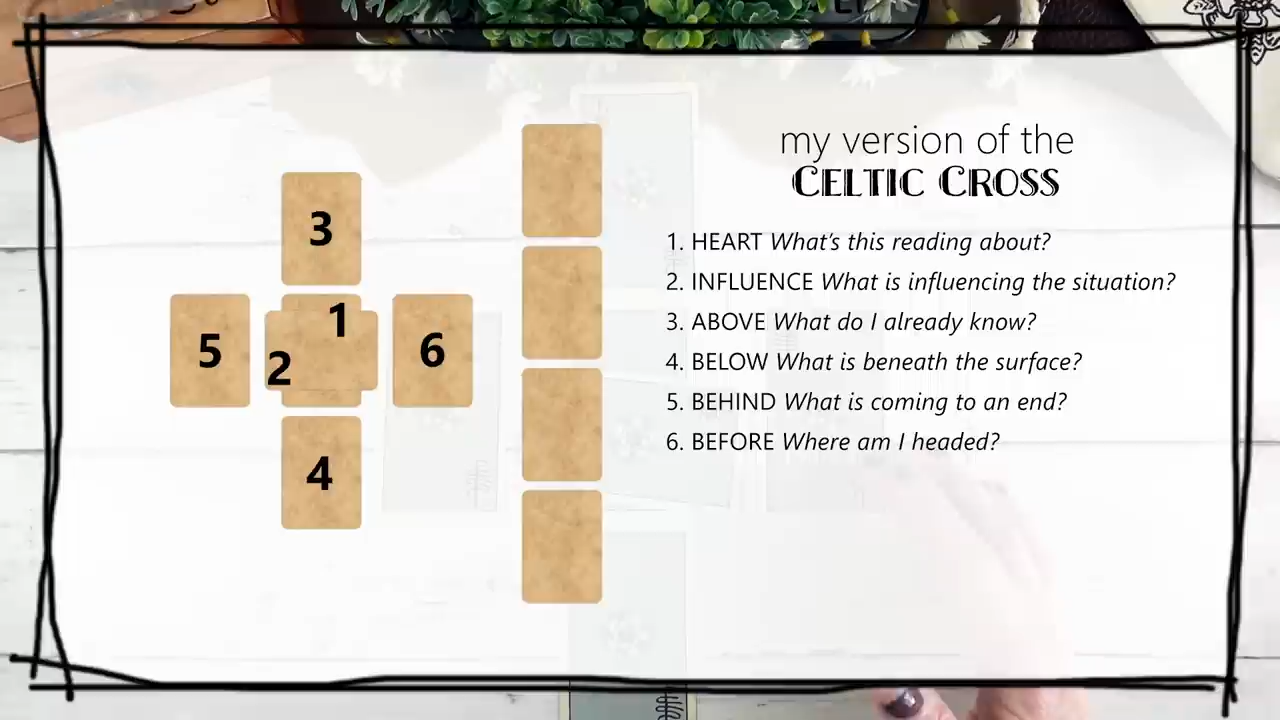 my version of the
CELTIC CROSS
3
1
5
2
6
4
1. HEART What's this reading about?
2. INFLUENCE What is influencing the situation?
3. ABOVE What do I already know?
4. BELOW What is beneath the surface?
5. BEHIND What is coming to an end?
6. BEFORE Where am I headed?